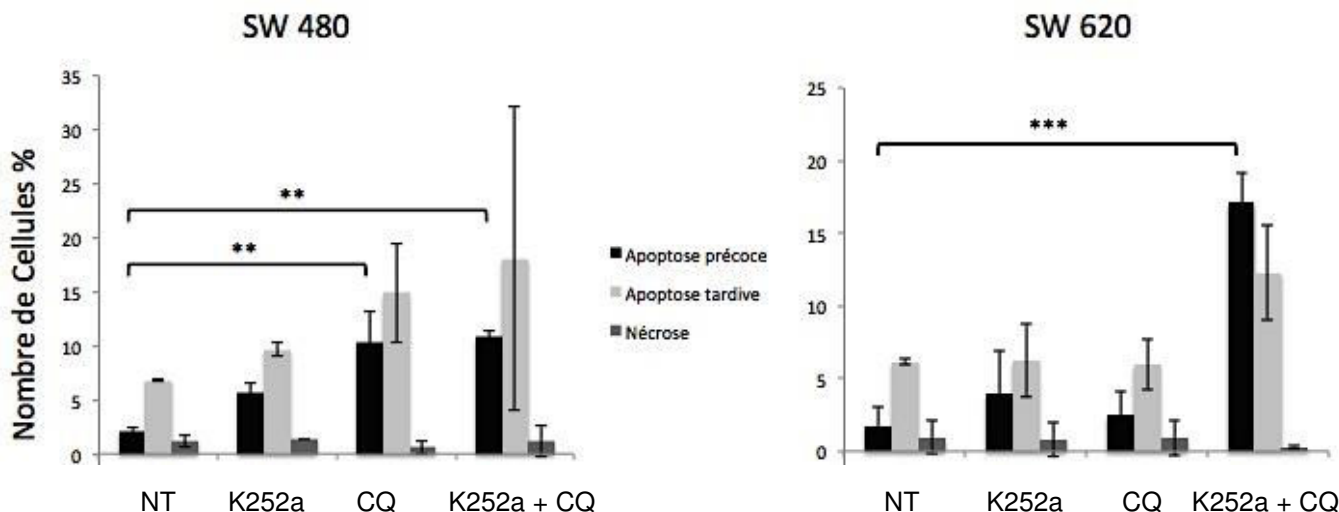 SW 480
SW 620
Nombre de Cellules %
35
30
25
20
15
10
5
0
**
**
NT K252a CQ K252a + CQ
Apoptose précoce
Apoptose tardive
Nécrose
25
20
15
10
5
0
***
NT K252a CQ K252a + CQ